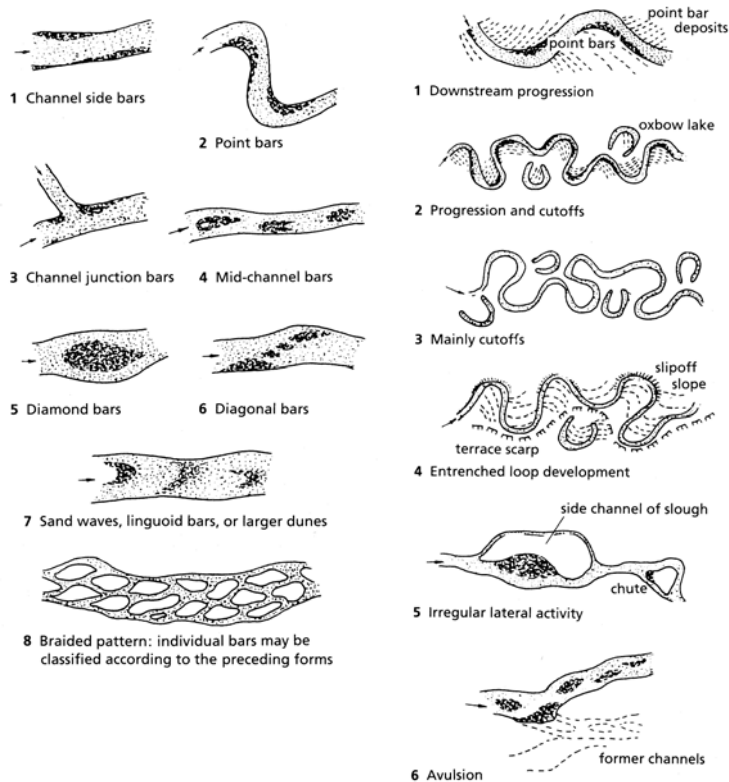 1 Channel side bars
2 Point bars
3 Channel junction bars
4 Mid-channel bars
5 Diamond bars
6 Diagonal bars
7 Sand waves, linguoid bars, or larger dunes
8 Braided pattern: individual bars may be
classified according to the preceding forms
point bar
deposits
point bars
1 Downstream progression
oxbow lake
2 Progression and cutoffs
3 Mainly cutoffs
slipoff
slope
terrace scarp
4 Entrenched loop development
side channel of slough
chute
5 Irregular lateral activity
former channels
6 Avulsion